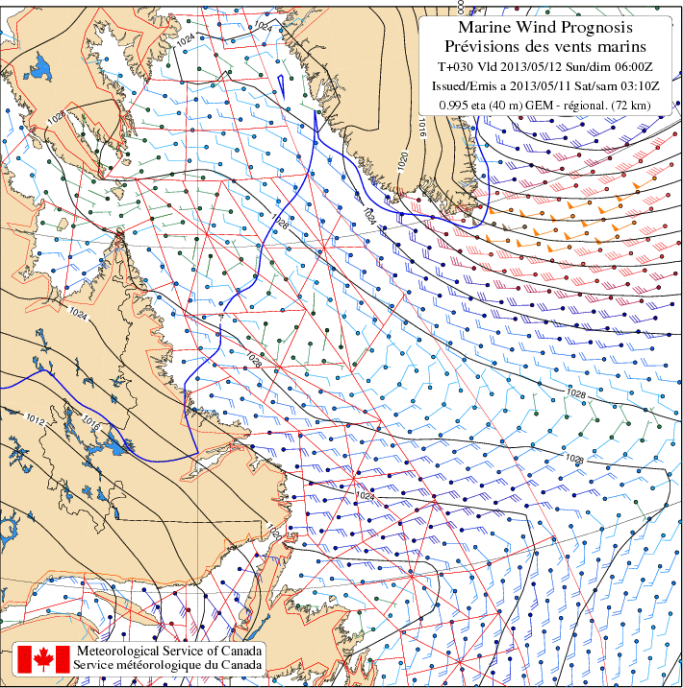 Marine Wind Prognosis
Prévisions des vents marins
T+030 Vld 2013/05/12 Sun/dim 06:00Z
Issued/Emis a 2013/05/11 Sat/sam 03:10Z
0.995 eta (40 m) GEM - régional. (72 km)
1024
1024
1016
1020
1028
1024
1028
1024
1028
1028
1012
1016
1028
1024
1020
Meteorological Service of Canada
Service météorologique du Canada